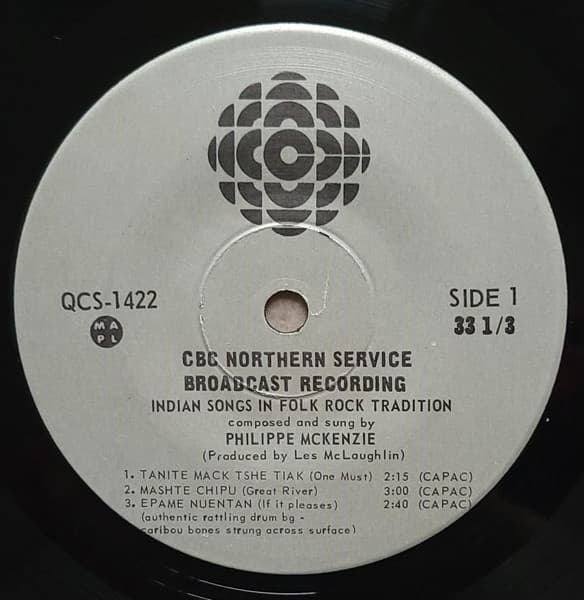 QCS-1422
SIDE 1
M A
P L
33 1/3
CBC NORTHERN SERVICE
BROADCAST RECORDING
INDIAN SONGS IN FOLK ROCK TRADITION
composed and sung by
PHILIPPE MCKENZIE
(Produced by Les McLaughlin)
1. TANITE MACK TSHE TIAK (One Must) 2:15 (CAPAC)
2. MASHTE CHIPU (Great River) 3:00 (CAPAC)
3. EPAME NUENTAN (If it pleases) 2:40 (CAPAC)
(authentic rattling drum bg -
caribou bones strung across surface)